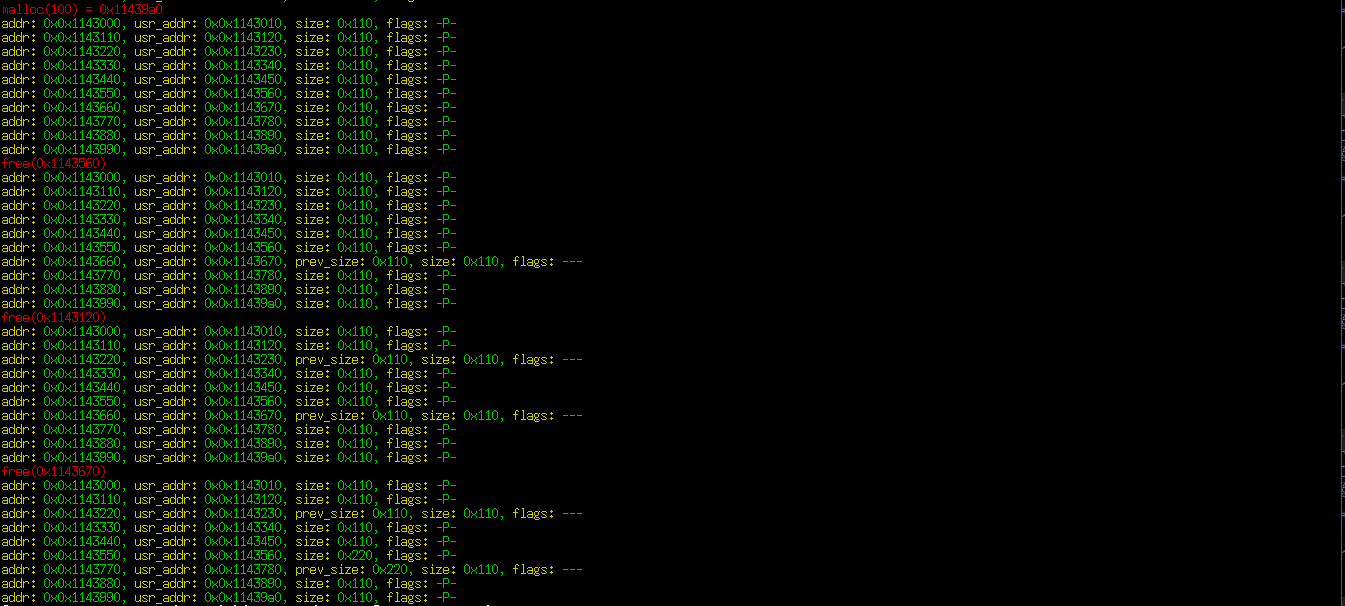 malloc(100) = 0x11439a0
addr: 0x0x1143000, usr_addr: 0x0x1143010, size: 0x110, flags: -P-
addr: 0x0x1143110, usr_addr: 0x0x1143120, size: 0x110, flags: -P-
addr: 0x0x1143220, usr_addr: 0x0x1143230, size: 0x110, flags: -P-
addr: 0x0x1143330, usr_addr: 0x0x1143340, size: 0x110, flags: -P-
addr: 0x0x1143440, usr_addr: 0x0x1143450, size: 0x110, flags: -P-
addr: 0x0x1143550, usr_addr: 0x0x1143560, size: 0x110, flags: -P-
addr: 0x0x1143660, usr_addr: 0x0x1143670, size: 0x110, flags: -P-
addr: 0x0x1143770, usr_addr: 0x0x1143780, size: 0x110, flags: -P-
addr: 0x0x1143880, usr_addr: 0x0x1143890, size: 0x110, flags: -P-
addr: 0x0x1143990, usr_addr: 0x0x11439a0, size: 0x110, flags: -P-
free(0x1143560)
addr: 0x0x1143000, usr_addr: 0x0x1143010, size: 0x110, flags: -P-
addr: 0x0x1143110, usr_addr: 0x0x1143120, size: 0x110, flags: -P-
addr: 0x0x1143220, usr_addr: 0x0x1143230, size: 0x110, flags: -P-
addr: 0x0x1143330, usr_addr: 0x0x1143340, size: 0x110, flags: -P-
addr: 0x0x1143440, usr_addr: 0x0x1143450, size: 0x110, flags: -P-
addr: 0x0x1143550, usr_addr: 0x0x1143560, size: 0x110, flags: -P-
addr: 0x0x1143660, usr_addr: 0x0x1143670, prev_size: 0x110, size: 0x110, flags: ---
addr: 0x0x1143770, usr_addr: 0x0x1143780, size: 0x110, flags: -P-
addr: 0x0x1143880, usr_addr: 0x0x1143890, size: 0x110, flags: -P-
addr: 0x0x1143990, usr_addr: 0x0x11439a0, size: 0x110, flags: -P-
free(0x1143120)
addr: 0x0x1143000, usr_addr: 0x0x1143010, size: 0x110, flags: -P-
addr: 0x0x1143110, usr_addr: 0x0x1143120, size: 0x110, flags: -P-
addr: 0x0x1143220, usr_addr: 0x0x1143230, prev_size: 0x110, size: 0x110, flags: ---
addr: 0x0x1143330, usr_addr: 0x0x1143340, size: 0x110, flags: -P-
addr: 0x0x1143440, usr_addr: 0x0x1143450, size: 0x110, flags: -P-
addr: 0x0x1143550, usr_addr: 0x0x1143560, size: 0x110, flags: -P-
addr: 0x0x1143660, usr_addr: 0x0x1143670, prev_size: 0x110, size: 0x110, flags: ---
addr: 0x0x1143770, usr_addr: 0x0x1143780, size: 0x110, flags: -P-
addr: 0x0x1143880, usr_addr: 0x0x1143890, size: 0x110, flags: -P-
addr: 0x0x1143990, usr_addr: 0x0x11439a0, size: 0x110, flags: -P-
free(0x1143670)
addr: 0x0x1143000, usr_addr: 0x0x1143010, size: 0x110, flags: -P-
addr: 0x0x1143110, usr_addr: 0x0x1143120, size: 0x110, flags: -P-
addr: 0x0x1143220, usr_addr: 0x0x1143230, prev_size: 0x110, size: 0x110, flags: ---
addr: 0x0x1143330, usr_addr: 0x0x1143340, size: 0x110, flags: -P-
addr: 0x0x1143440, usr_addr: 0x0x1143450, size: 0x110, flags: -P-
addr: 0x0x1143550, usr_addr: 0x0x1143560, size: 0x220, flags: -P-
addr: 0x0x1143770, usr_addr: 0x0x1143780, prev_size: 0x220, size: 0x110, flags: ---
addr: 0x0x1143880, usr_addr: 0x0x1143890, size: 0x110, flags: -P-
addr: 0x0x1143990, usr_addr: 0x0x11439a0, size: 0x110, flags: -P-